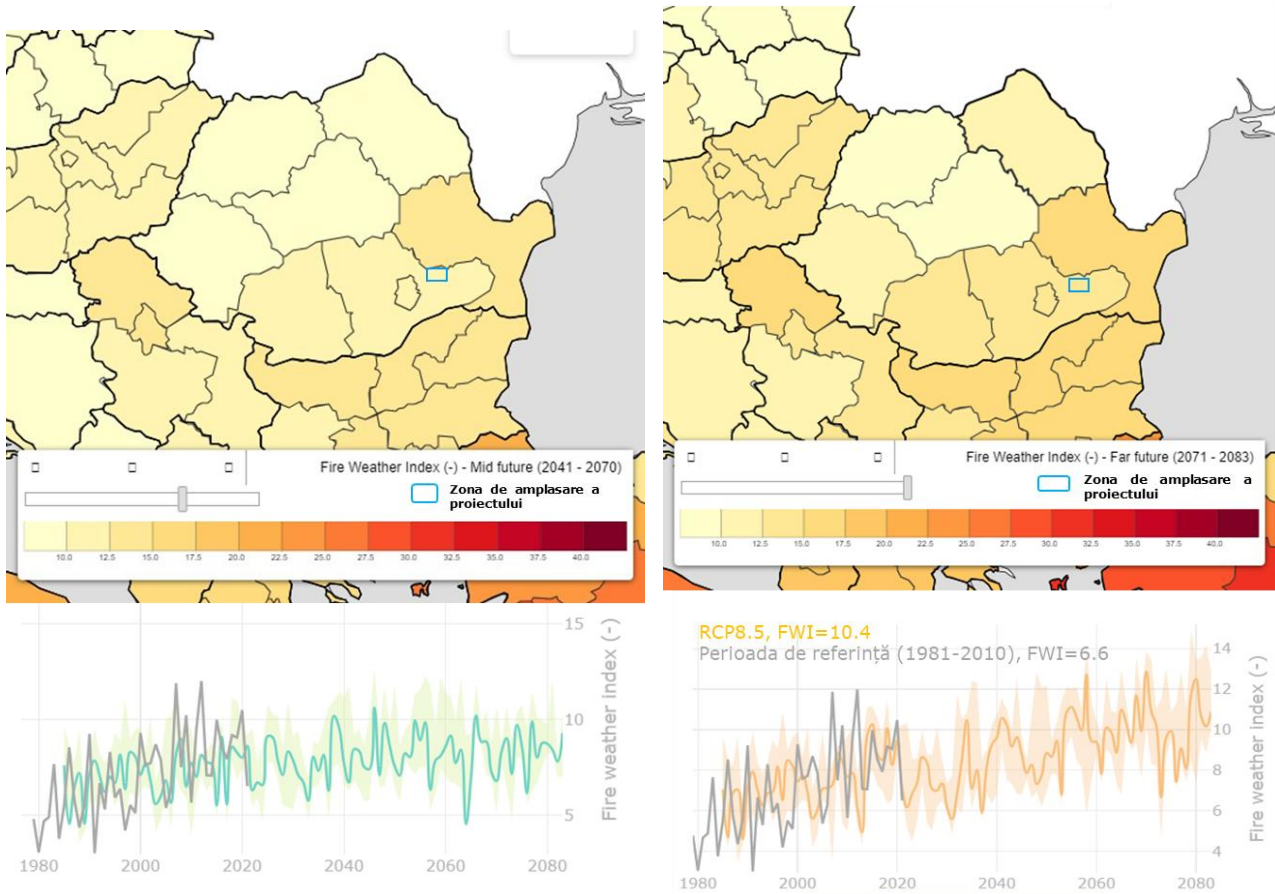 Fire Weather Index (-) - Mid future (2041 - 2070)
Zona de amplasare a
proiectului
10.0 12.5 15.0 17.5 20.0 22.5 25.0 27.5 30.0 32.5 35.0 37.5 40.0
Fire Weather Index (-) - Far future (2071 - 2083)
Zona de amplasare a
proiectului
10.0 12.5 15.0 17.5 20.0 22.5 25.0 27.5 30.0 32.5 35.0 37.5 40.0
15
10
5
Fire weather index (-)
1980 2000 2020 2040 2060 2080
RCP8.5, FWI=10.4
Perioada de referință (1981-2010), FWI=6.6
14
12
10
8
6
4
Fire weather index (-)
1980 2000 2020 2040 2060 2080